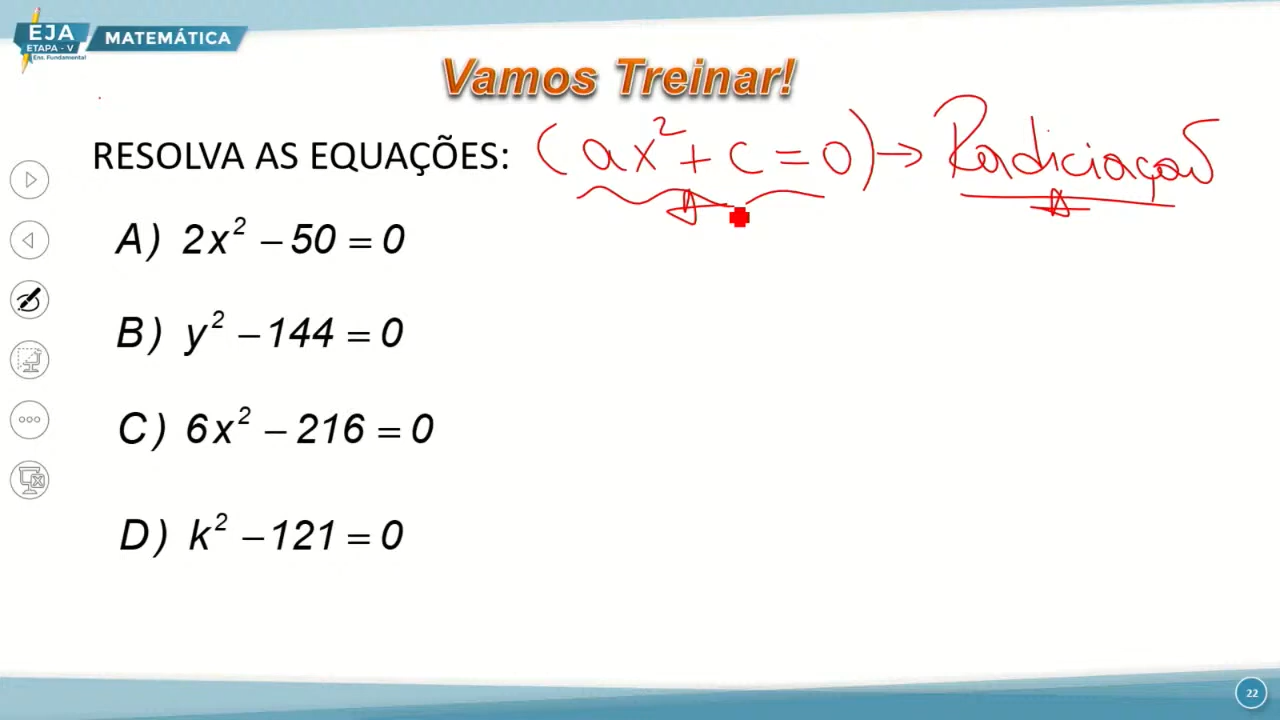 EJA
ETAPA - V
Ens. Fundamental
MATEMÁTICA
Vamos Treinar!
RESOLVA AS EQUAÇÕES: (ax² + c = 0) → Radiciação
A) 2x² – 50 = 0
B) y² – 144 = 0
C) 6x² – 216 = 0
D) k² – 121 = 0
22